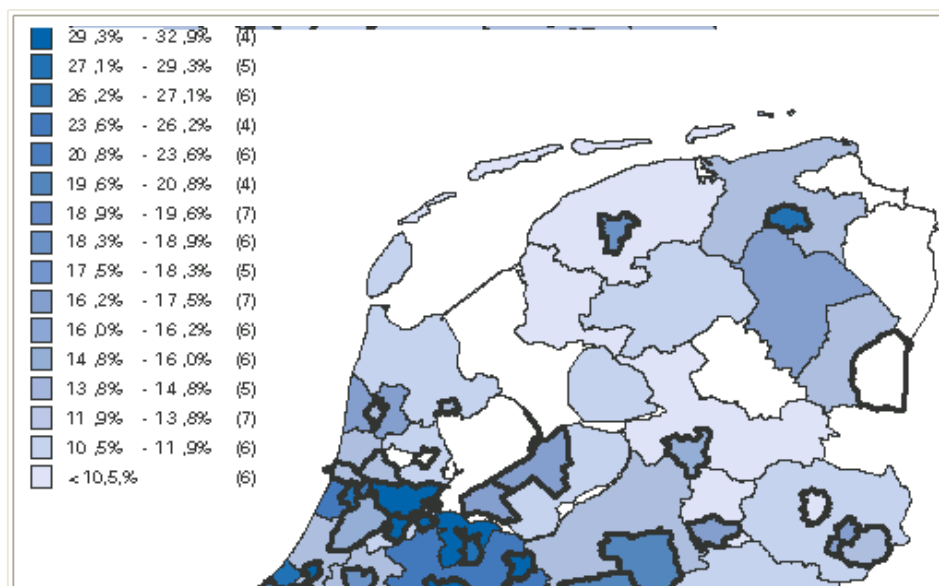 29 ,3% - 32 ,9% (4)
27 ,1% - 29 ,3% (5)
26 ,2% - 27 ,1% (6)
23 ,6% - 26 ,2% (4)
20 ,8% - 23 ,6% (6)
19 ,6% - 20 ,8% (4)
18 ,9% - 19 ,6% (7)
18 ,3% - 18 ,9% (6)
17 ,5% - 18 ,3% (5)
16 ,2% - 17 ,5% (7)
16 ,0% - 16 ,2% (6)
14 ,8% - 16 ,0% (6)
13 ,8% - 14 ,8% (5)
11 ,9% - 13 ,8% (7)
10 ,5% - 11 ,9% (6)
< 10,5,% (6)